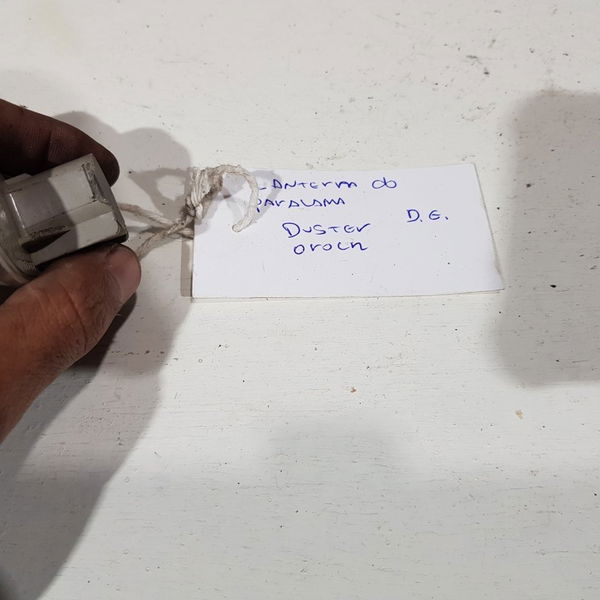 LANTERNA do
PARALAMA
D.E.
DUSTER
OROCH